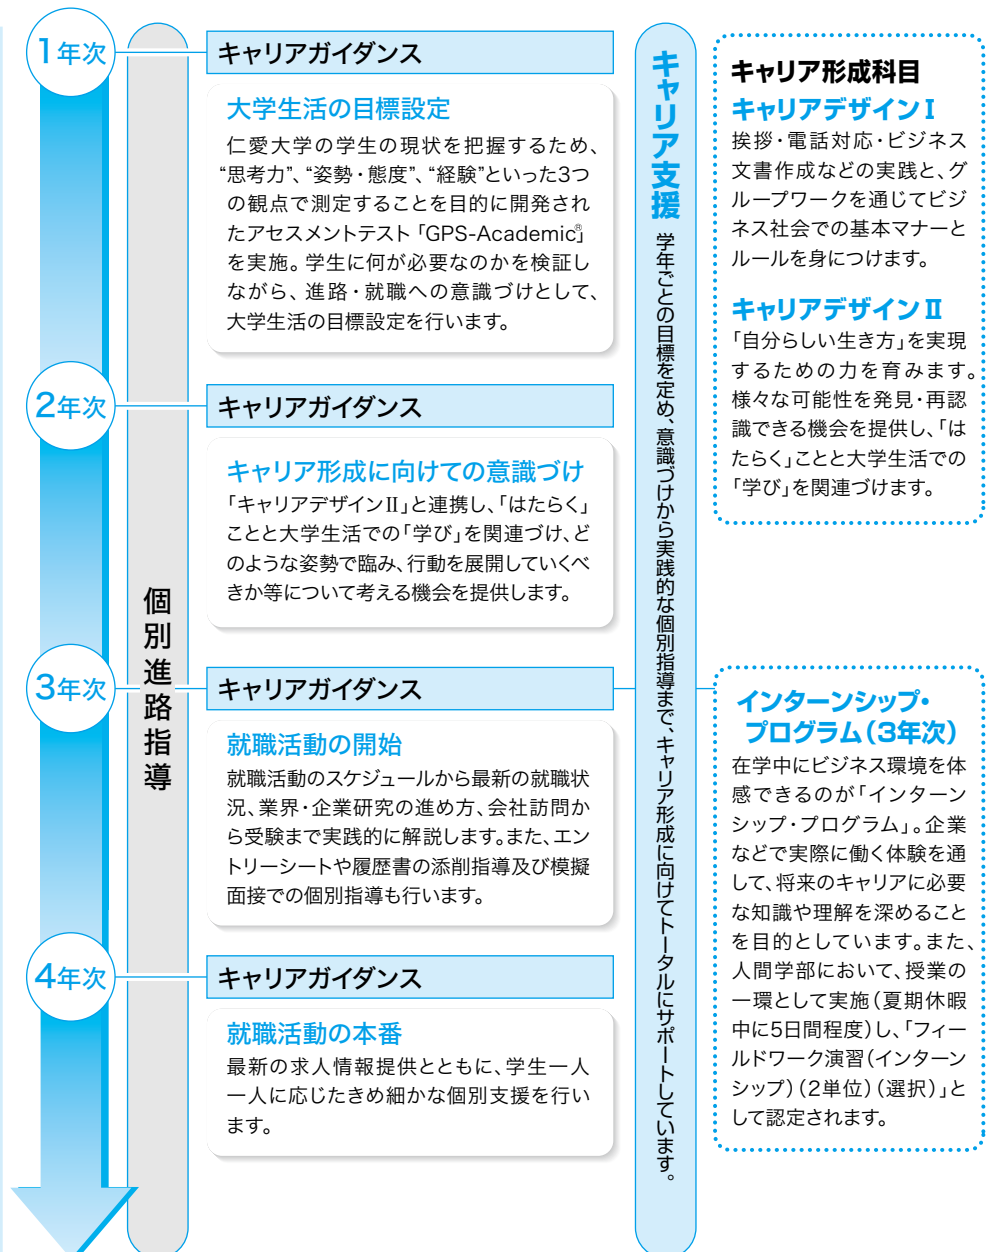 1年次
キャリアガイダンス
大学生活の目標設定
仁愛大学の学生の現状を把握するため、
“思考力”、“姿勢・態度”、“経験”といった3つ
の観点で測定することを目的に開発され
たアセスメントテスト「GPS-Academic®」
を実施。学生に何が必要なのかを検証し
ながら、進路・就職への意識づけとして、
大学生活の目標設定を行います。
2年次
キャリアガイダンス
キャリア形成に向けての意識づけ
「キャリアデザインⅡ」と連携し、「はたらく」
ことと大学生活での「学び」を関連づけ、ど
のような姿勢で臨み、行動を展開していくべ
きか等について考える機会を提供します。
3年次
キャリアガイダンス
就職活動の開始
就職活動のスケジュールから最新の就職状
況、業界・企業研究の進め方、会社訪問か
ら受験まで実践的に解説します。また、エン
トリーシートや履歴書の添削指導及び模擬
面接での個別指導も行います。
4年次
キャリアガイダンス
就職活動の本番
最新の求人情報提供とともに、学生一人
一人に応じたきめ細かな個別支援を行い
ます。
個別進路指導
キャリア支援 学年ごとの目標を定め、意識づけから実践的な個別指導まで、キャリア形成に向けてトータルにサポートしています。
キャリア形成科目
キャリアデザインⅠ
挨拶・電話対応・ビジネス
文書作成などの実践と、グ
ループワークを通じてビジ
ネス社会での基本マナーと
ルールを身につけます。
キャリアデザインⅡ
「自分らしい生き方」を実現
するための力を育みます。
様々な可能性を発見・再認
識できる機会を提供し、「は
たらく」ことと大学生活での
「学び」を関連づけます。
インターンシップ・
プログラム（3年次）
在学中にビジネス環境を体
感できるのが「インターン
シップ・プログラム」。企業
などで実際に働く体験を通
して、将来のキャリアに必要
な知識や理解を深めること
を目的としています。また、
人間学部において、授業の
一環として実施（夏期休暇
中に5日間程度）し、「フィー
ルドワーク演習（インターン
シップ）（2単位）（選択）」と
して認定されます。